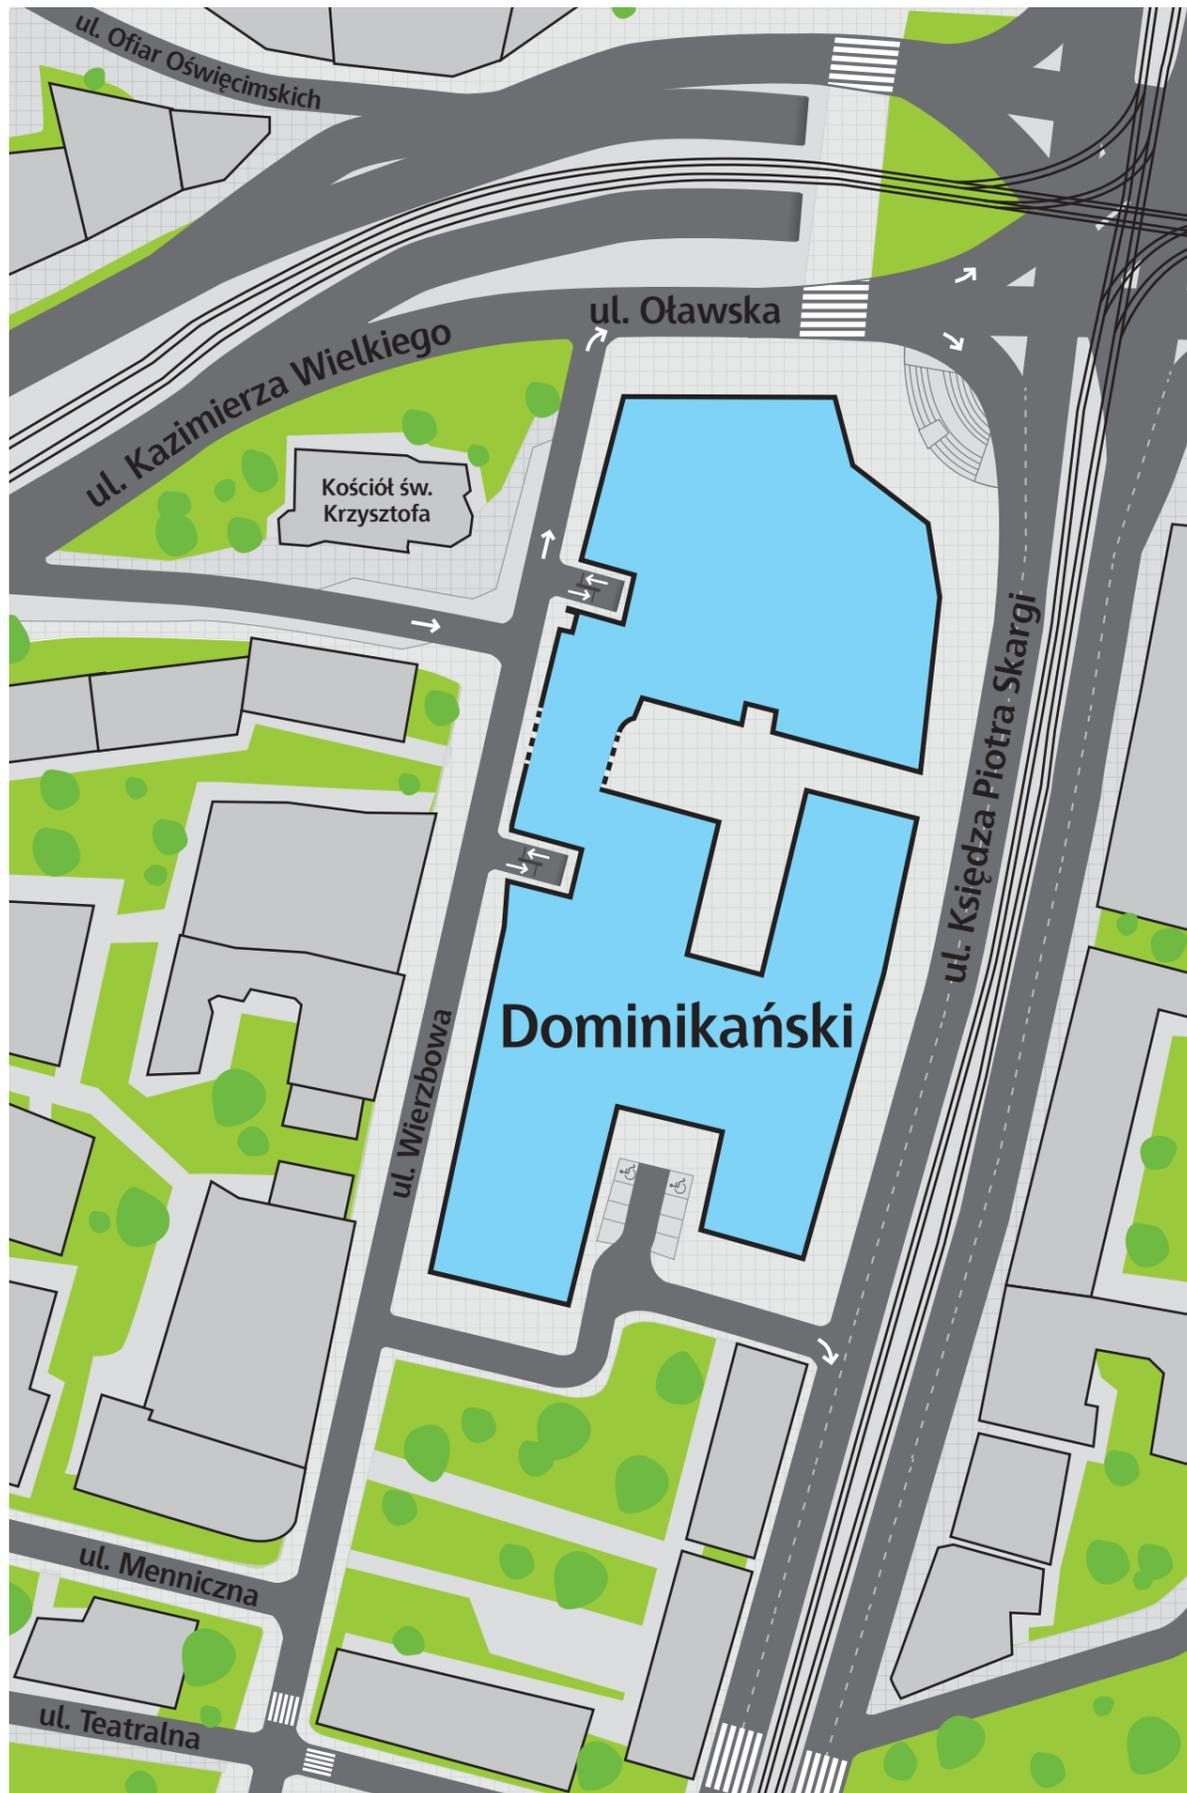 ul. Ofiar Oświęcimskich
ul. Oławska
ul. Kazimierza Wielkiego
Kościół św.
Krzysztofa
ul. Księdza Piotra Skargi
Dominikański
ul. Wierzbowa
ul. Menniczna
ul. Teatralna